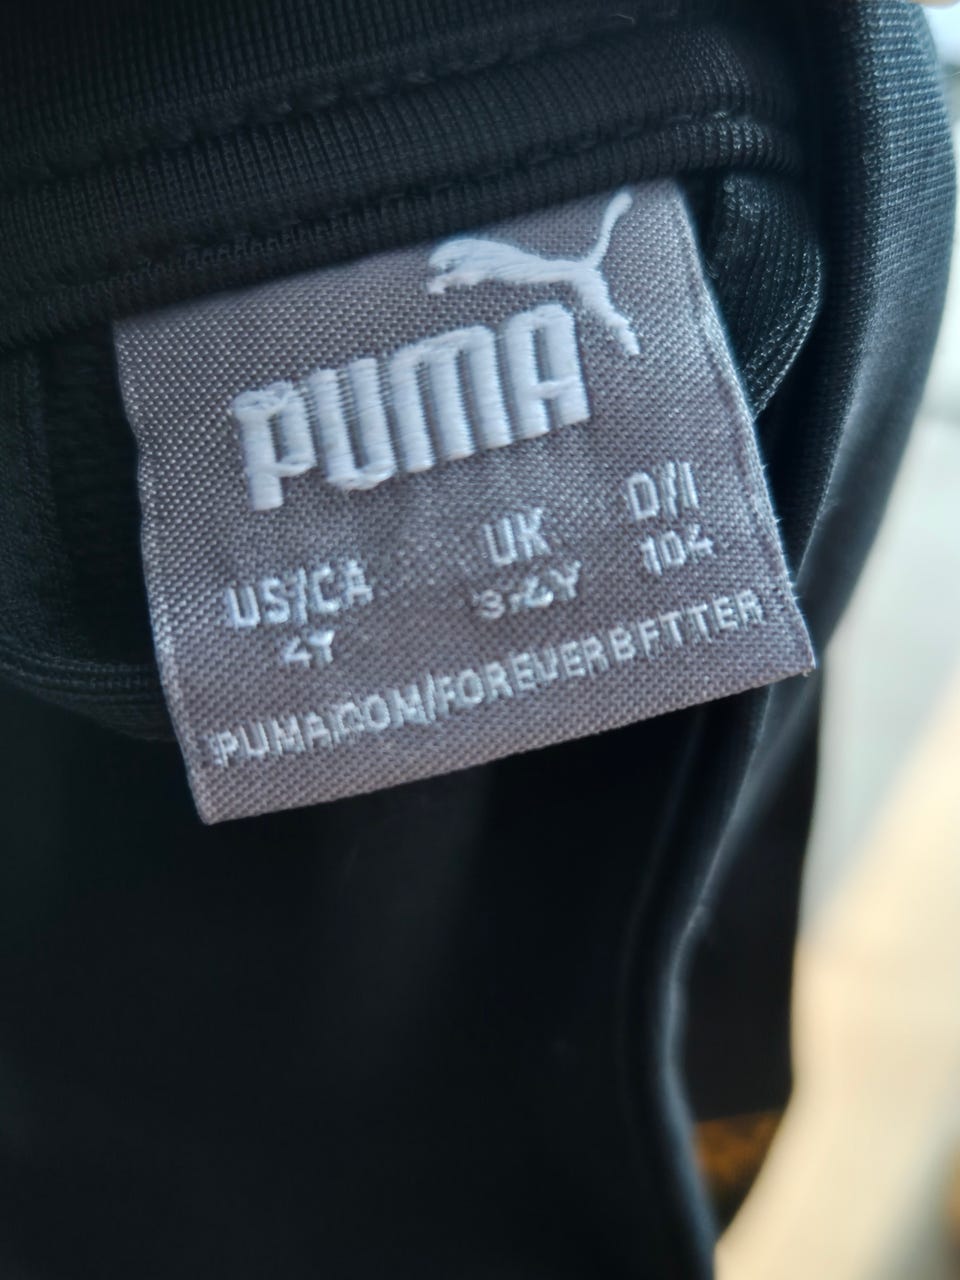 PUMA
US/CA UK D/I
4Y 3/4Y 104
PUMA.COM/FOREVERBETTER